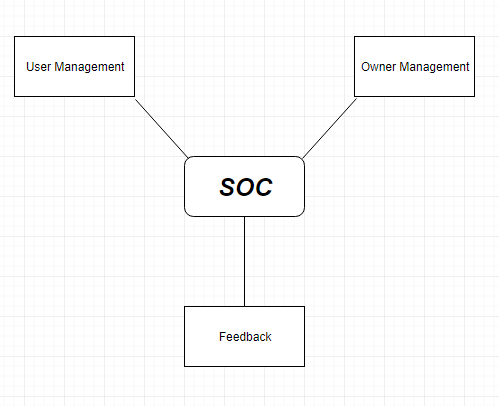 User Management
Owner Management
SOC
Feedback